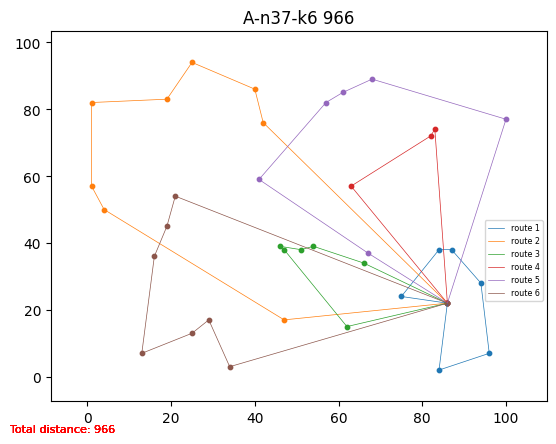 A-n37-k6 966
100
80
60
40
20
0
route 1
route 2
route 3
route 4
route 5
route 6
0 20 40 60 80 100
Total distance: 966